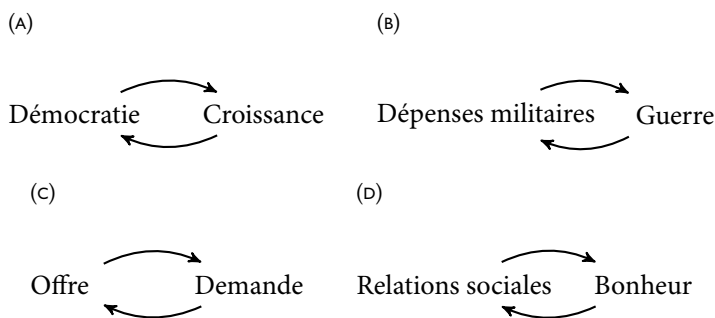 (A)
(B)
Démocratie Croissance
Dépenses militaires Guerre
(C)
(D)
Offre Demande
Relations sociales Bonheur